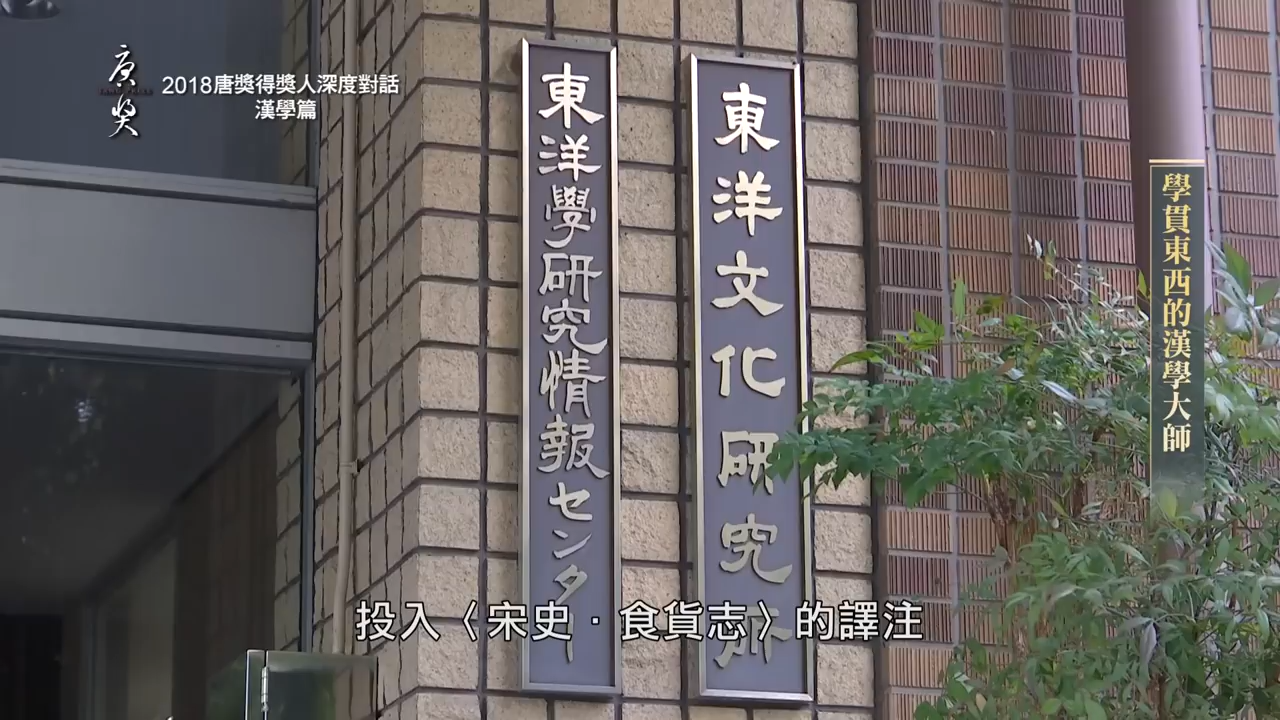 唐獎
2018唐獎得獎人深度對話
漢學篇
東洋學研究情報センター
東洋文化研究所
學貫東西的漢學大師
投入〈宋史．食貨志〉的譯注